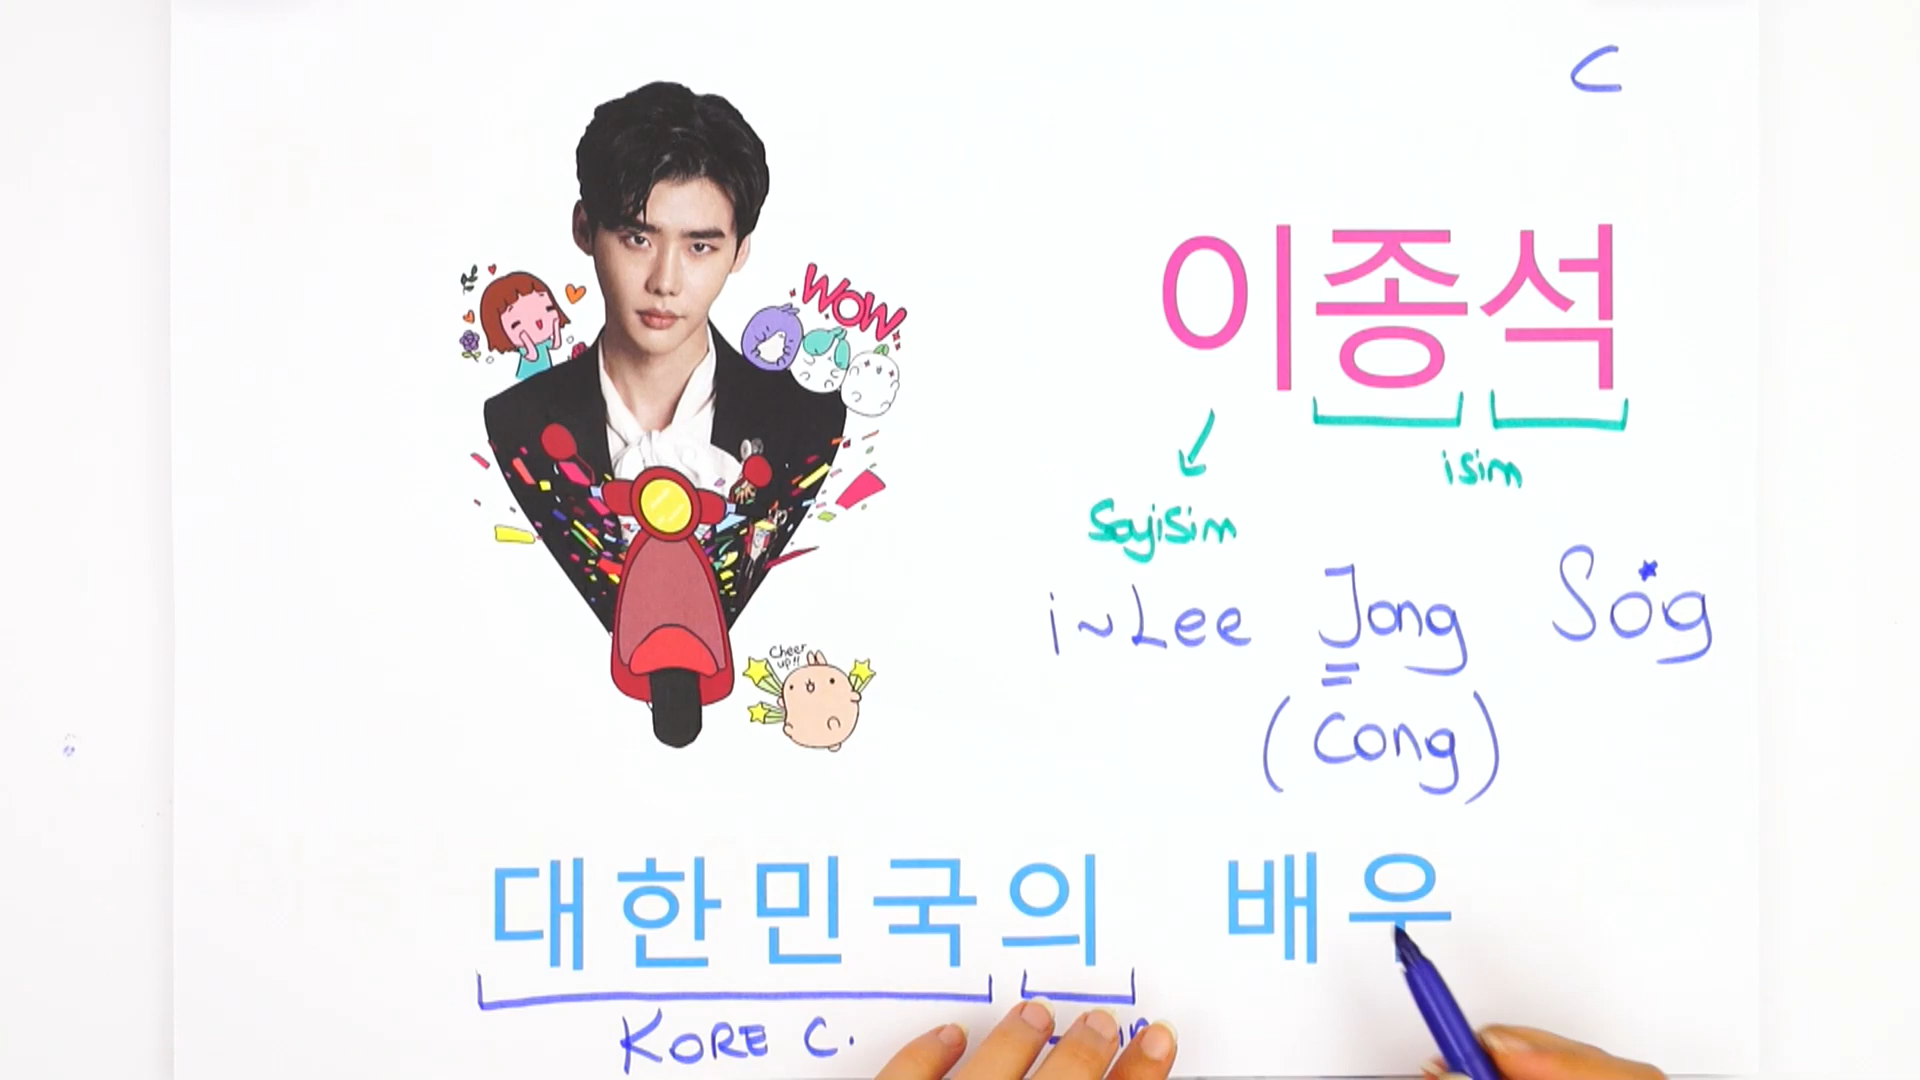 C
이종석
isim
Soyisim
WOW
i ~ Lee Jong Sog
(Cong)
Cheer
up!!
대한민국의 배우
KORE C.